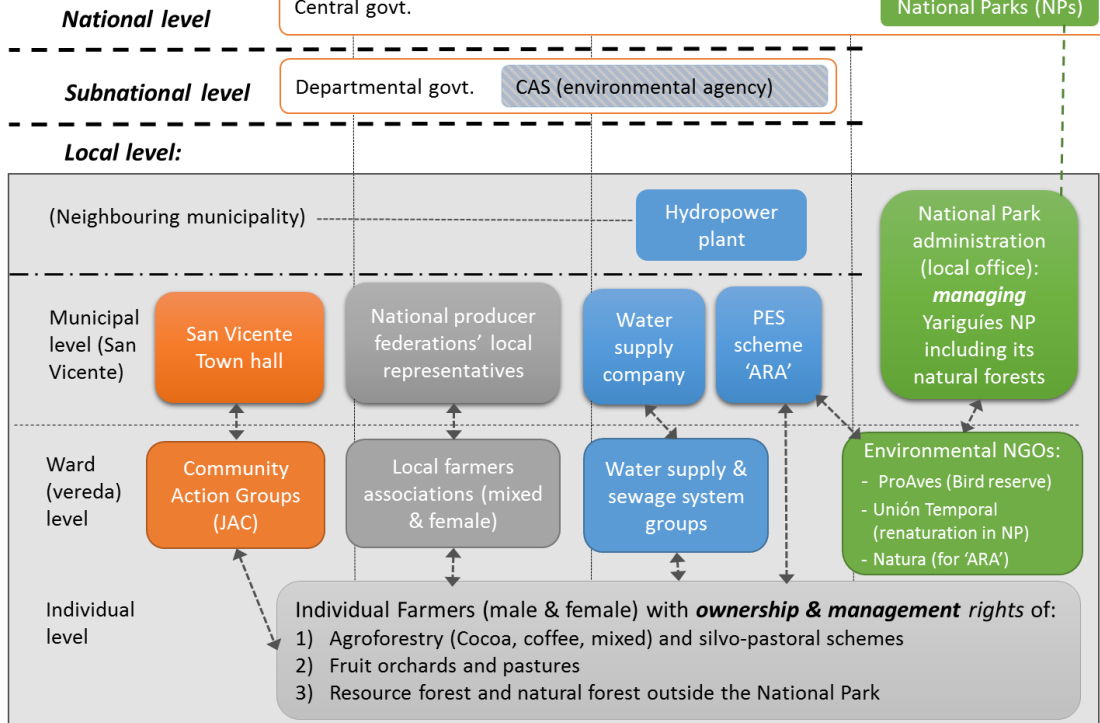 National level
Central govt.
National Parks (NPs)
Subnational level
Departmental govt.
CAS (environmental agency)
Local level:
(Neighbouring municipality)
Hydropower
plant
National Park
administration
(local office):
managing
Yariguíes NP
including its
natural forests
Municipal
level (San
Vicente)
San Vicente
Town hall
National producer
federations’ local
representatives
Water
supply
company
PES
scheme
‘ARA’
Ward
(vereda)
level
Community
Action Groups
(JAC)
Local farmers
associations (mixed
& female)
Water supply &
sewage system
groups
Environmental NGOs:
- ProAves (Bird reserve)
- Unión Temporal
(renaturation in NP)
- Natura (for ‘ARA’)
Individual
level
Individual Farmers (male & female) with ownership & management rights of:
1) Agroforestry (Cocoa, coffee, mixed) and silvo-pastoral schemes
2) Fruit orchards and pastures
3) Resource forest and natural forest outside the National Park